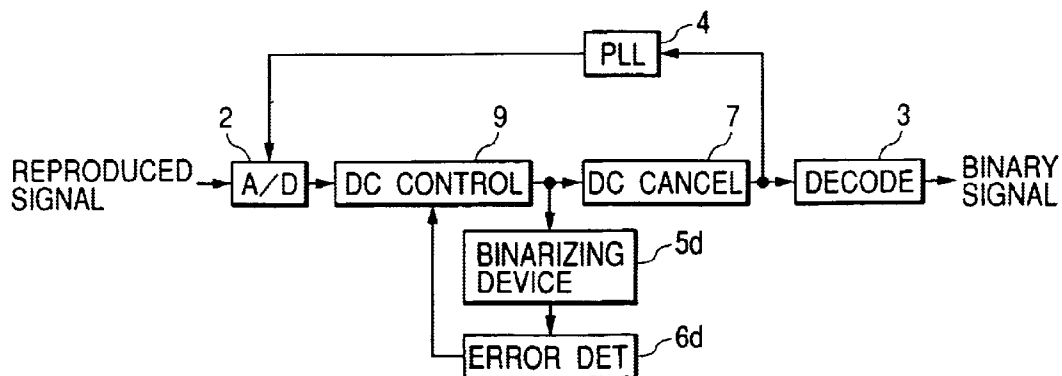 4
PLL
2
9
7
3
REPRODUCED
SIGNAL
A/D
DC CONTROL
DC CANCEL
DECODE
BINARY
SIGNAL
BINARIZING
DEVICE
5d
ERROR DET
6d